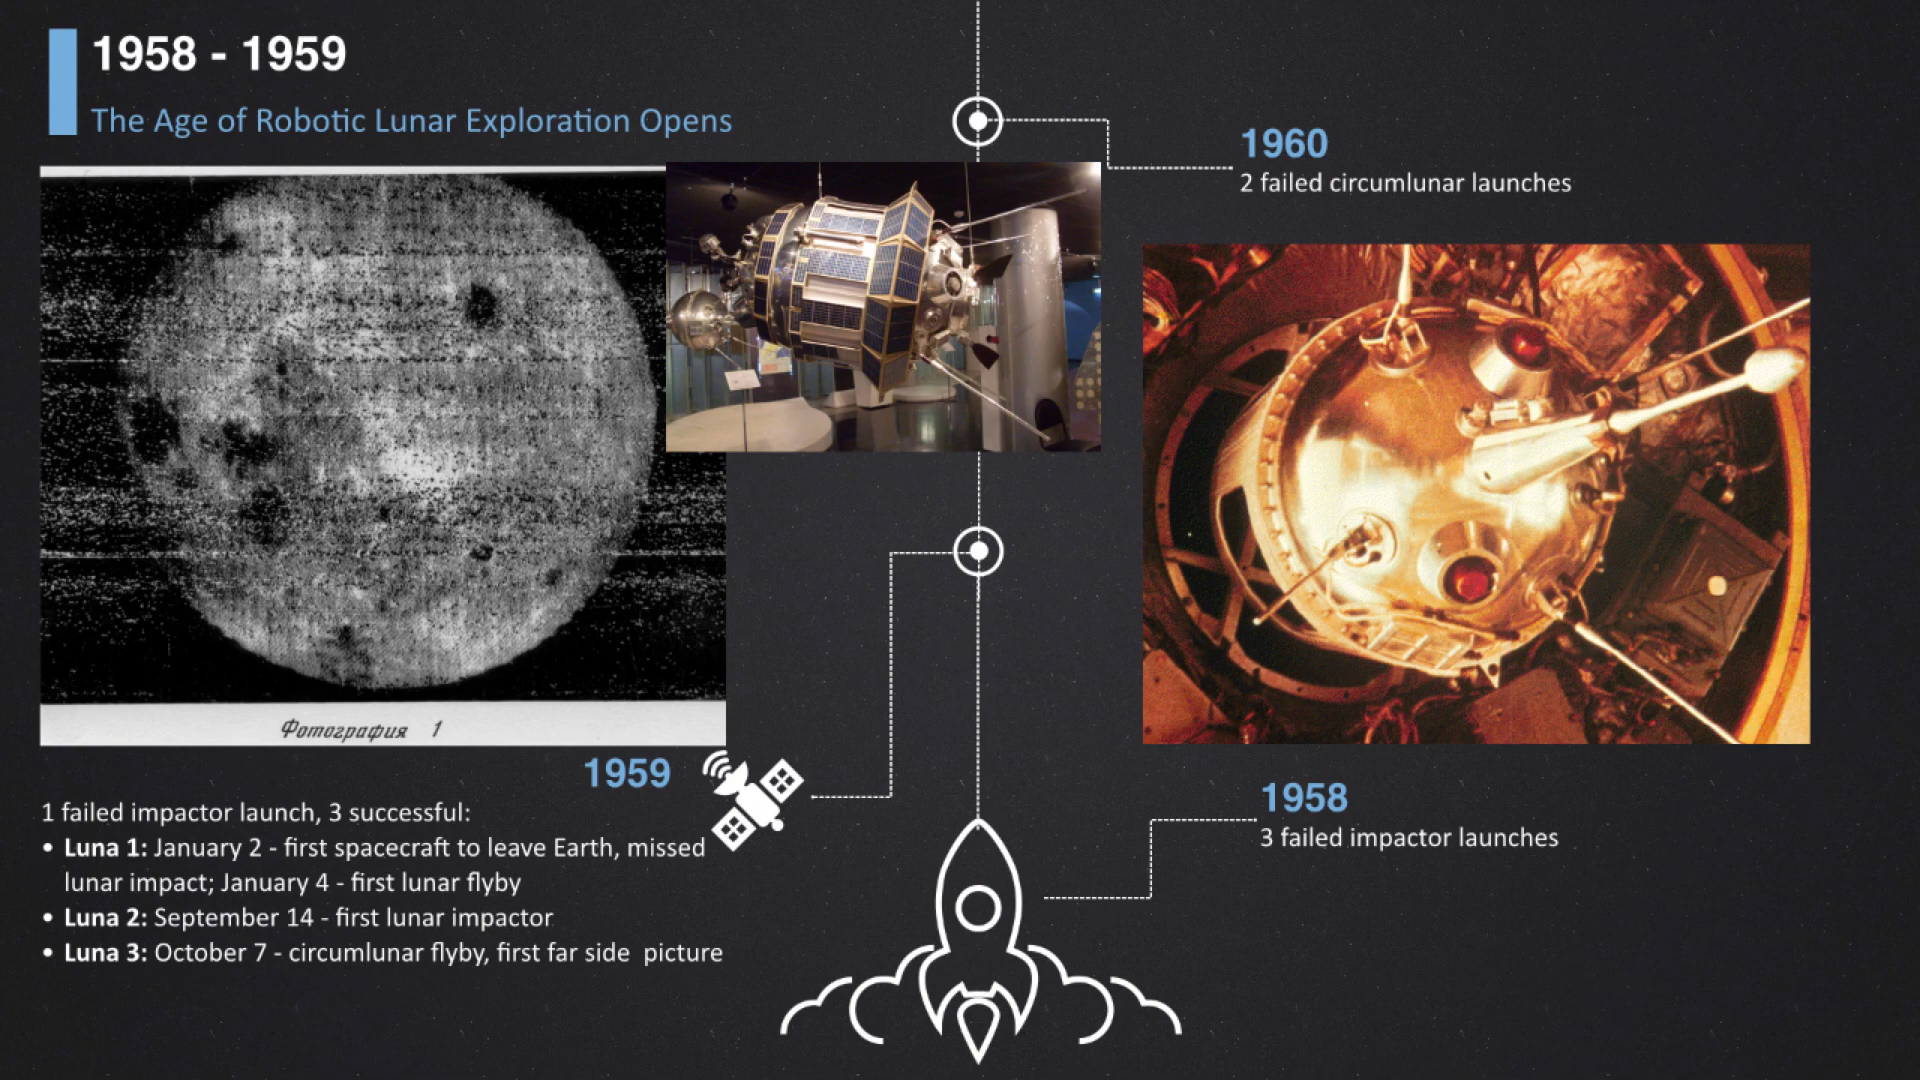 1958 - 1959
The Age of Robotic Lunar Exploration Opens
1960
2 failed circumlunar launches
Фотография 1
1959
1 failed impactor launch, 3 successful:
• Luna 1: January 2 - first spacecraft to leave Earth, missed
lunar impact; January 4 - first lunar flyby
• Luna 2: September 14 - first lunar impactor
• Luna 3: October 7 - circumlunar flyby, first far side picture
1958
3 failed impactor launches